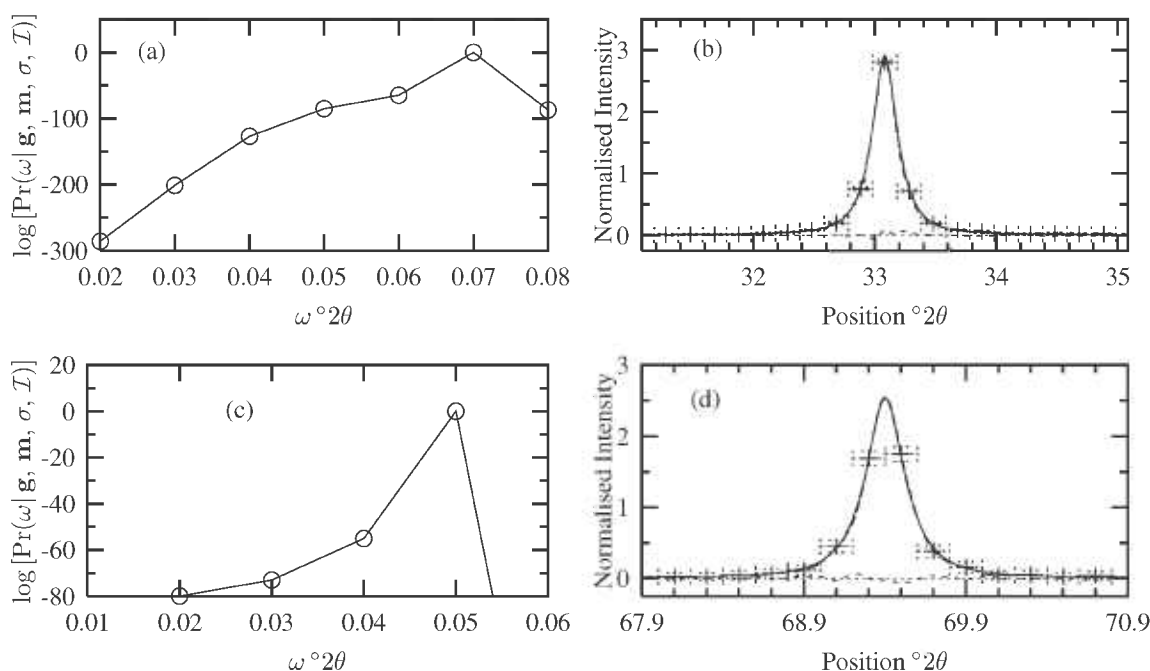 log[Pr(ω| g, m, σ, ℐ)]
0
-100
-200
-300
(a)
0.02 0.03 0.04 0.05 0.06 0.07 0.08
ω °2θ
Normalised Intensity
3
2
1
0
(b)
32 33 34 35
Position °2θ
log[Pr(ω| g, m, σ, ℐ)]
20
0
-20
-40
-60
-80
(c)
0.01 0.02 0.03 0.04 0.05 0.06
ω °2θ
Normalised Intensity
3
2
1
0
(d)
67.9 68.9 69.9 70.9
Position °2θ